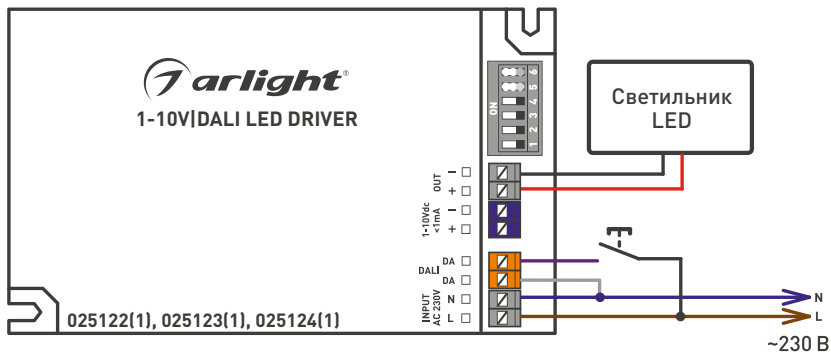 arlight®
1-10V|DALI LED DRIVER
ON
1 2 3 4 5 6
Светильник
LED
OUT
−
+
1-10Vdc
<1mA
−
+
DALI
DA
DA
INPUT
AC 230V
N
L
N
L
~230 В
025122(1), 025123(1), 025124(1)